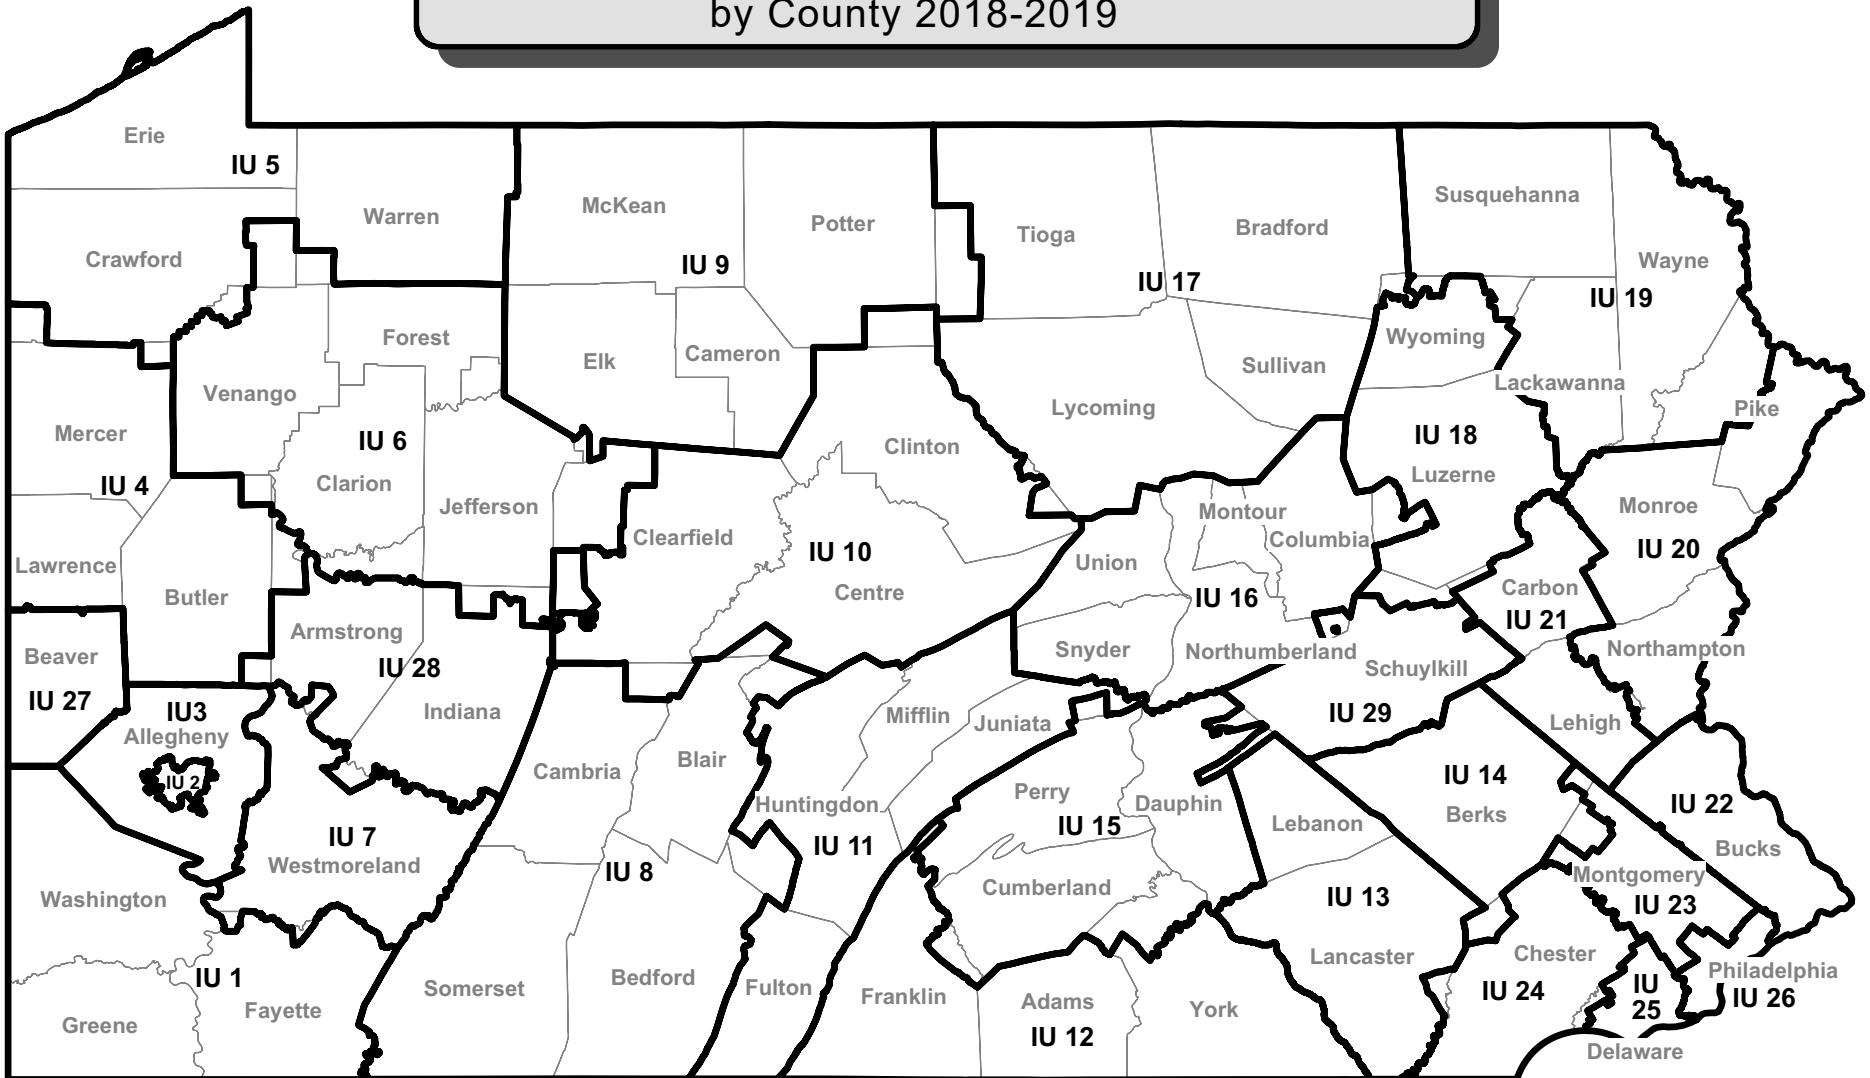 by County 2018-2019
Erie
IU 5
Warren
McKean
Potter
Tioga
Bradford
Susquehanna
Wayne
Crawford
IU 9
IU 17
IU 19
Forest
Elk
Cameron
Sullivan
Wyoming
Lackawanna
Venango
Lycoming
Pike
Mercer
IU 6
Clinton
IU 18
IU 4
Clarion
Luzerne
Jefferson
Clearfield
Montour
Columbia
Monroe
Lawrence
IU 10
Union
IU 20
Butler
Centre
IU 16
Carbon
IU 21
Armstrong
Beaver
IU 28
Snyder
Northumberland
Schuylkill
Northampton
IU 27
IU3
Indiana
Mifflin
Juniata
IU 29
Lehigh
Allegheny
IU 2
Cambria
Blair
Huntingdon
Perry
Dauphin
IU 14
Berks
IU 22
IU 7
Westmoreland
IU 11
IU 15
Lebanon
Bucks
Washington
IU 8
Cumberland
IU 13
Montgomery
IU 23
IU 1
Fayette
Somerset
Bedford
Fulton
Franklin
Lancaster
Chester
Philadelphia
IU 26
Greene
Adams
IU 12
York
IU 24
IU
25
Delaware